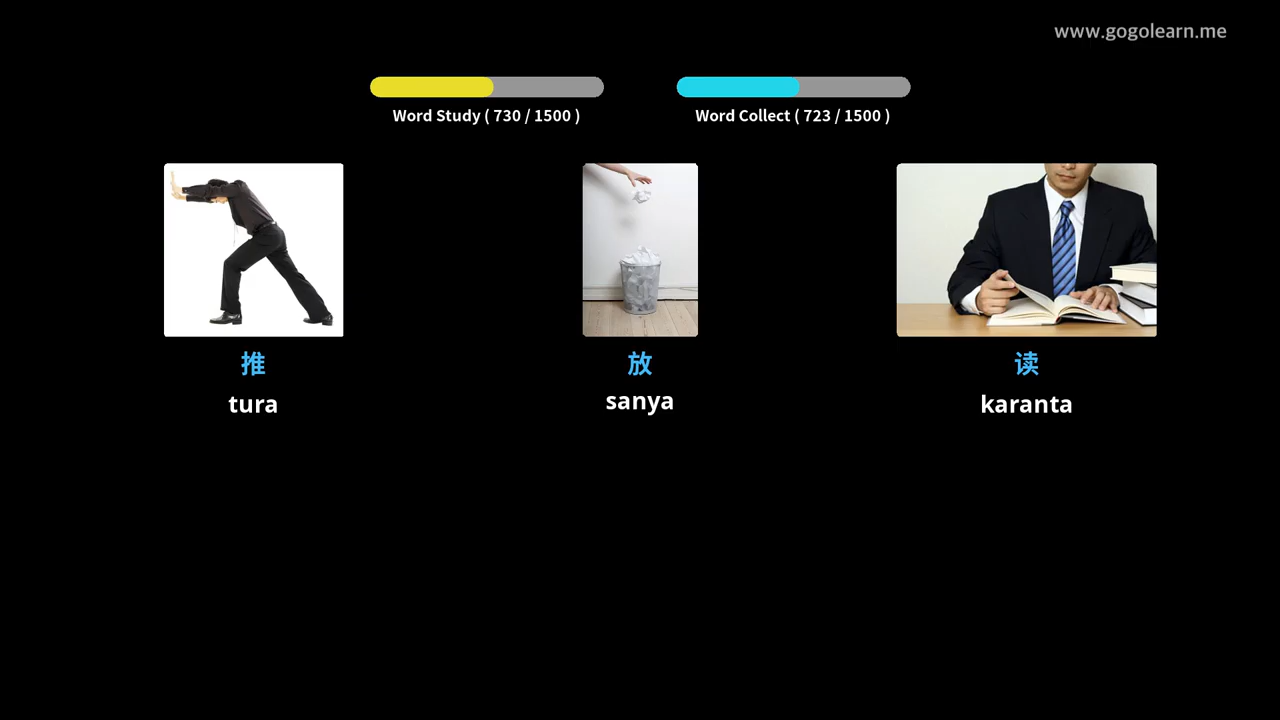 www.gogolearn.me
Word Study ( 730 / 1500 )
Word Collect ( 723 / 1500 )
推
tura
放
sanya
读
karanta